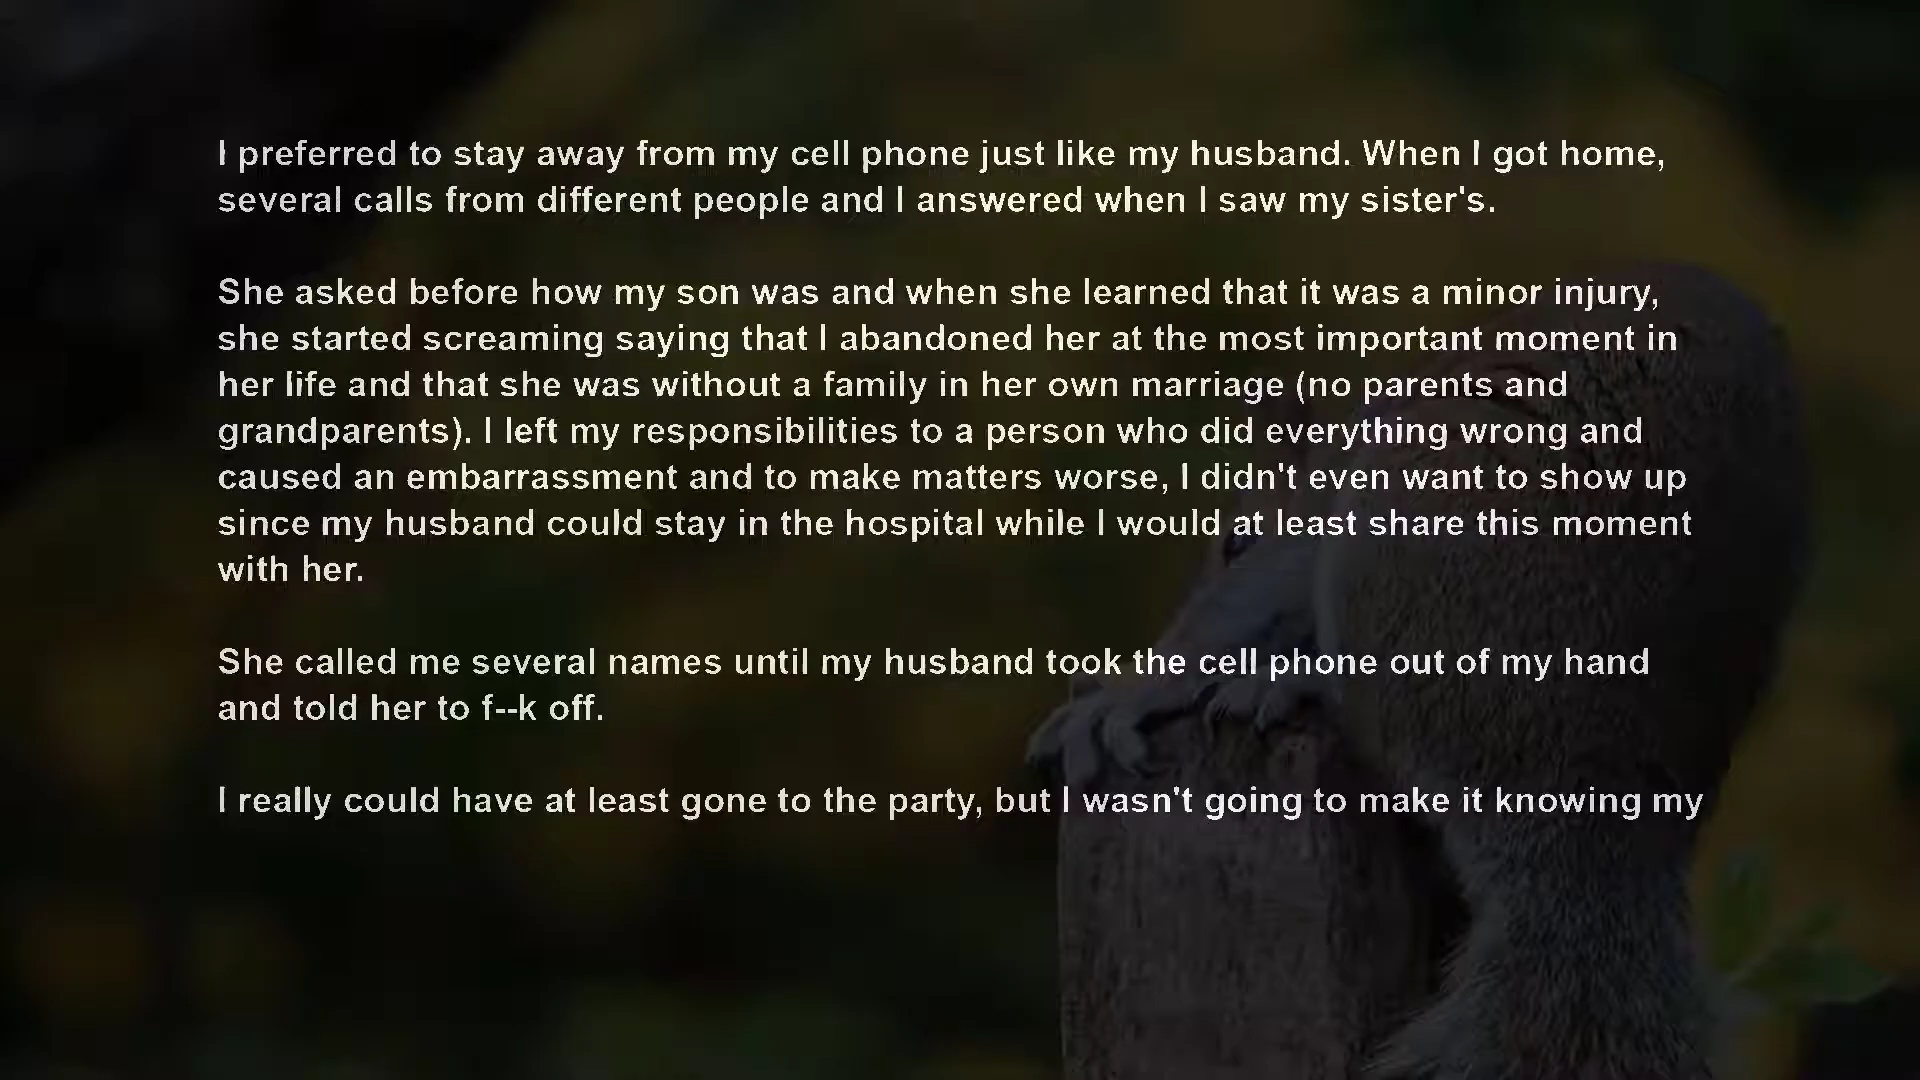 I preferred to stay away from my cell phone just like my husband. When I got home,
several calls from different people and I answered when I saw my sister's.
She asked before how my son was and when she learned that it was a minor injury,
she started screaming saying that I abandoned her at the most important moment in
her life and that she was without a family in her own marriage (no parents and
grandparents). I left my responsibilities to a person who did everything wrong and
caused an embarrassment and to make matters worse, I didn't even want to show up
since my husband could stay in the hospital while I would at least share this moment
with her.
She called me several names until my husband took the cell phone out of my hand
and told her to f--k off.
I really could have at least gone to the party, but I wasn't going to make it knowing my